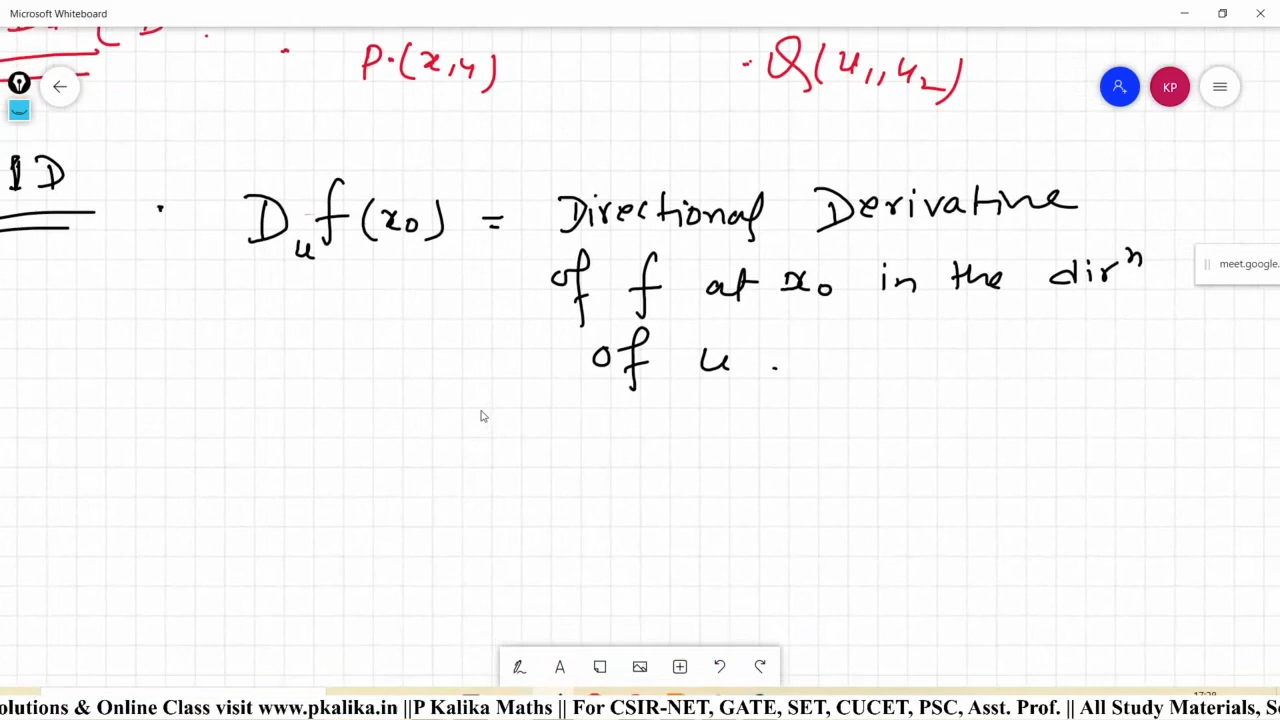 Microsoft Whiteboard
P.(x,y) . Q(u1,u2)
KP
1D
. Duf(x0) = Directional Derivative
of f at x0 in the dirⁿ
meet.google.
of u .
A
olutions & Online Class visit www.pkalika.in ||P Kalika Maths || For CSIR-NET, GATE, SET, CUCET, PSC, Asst. Prof. || All Study Materials, S